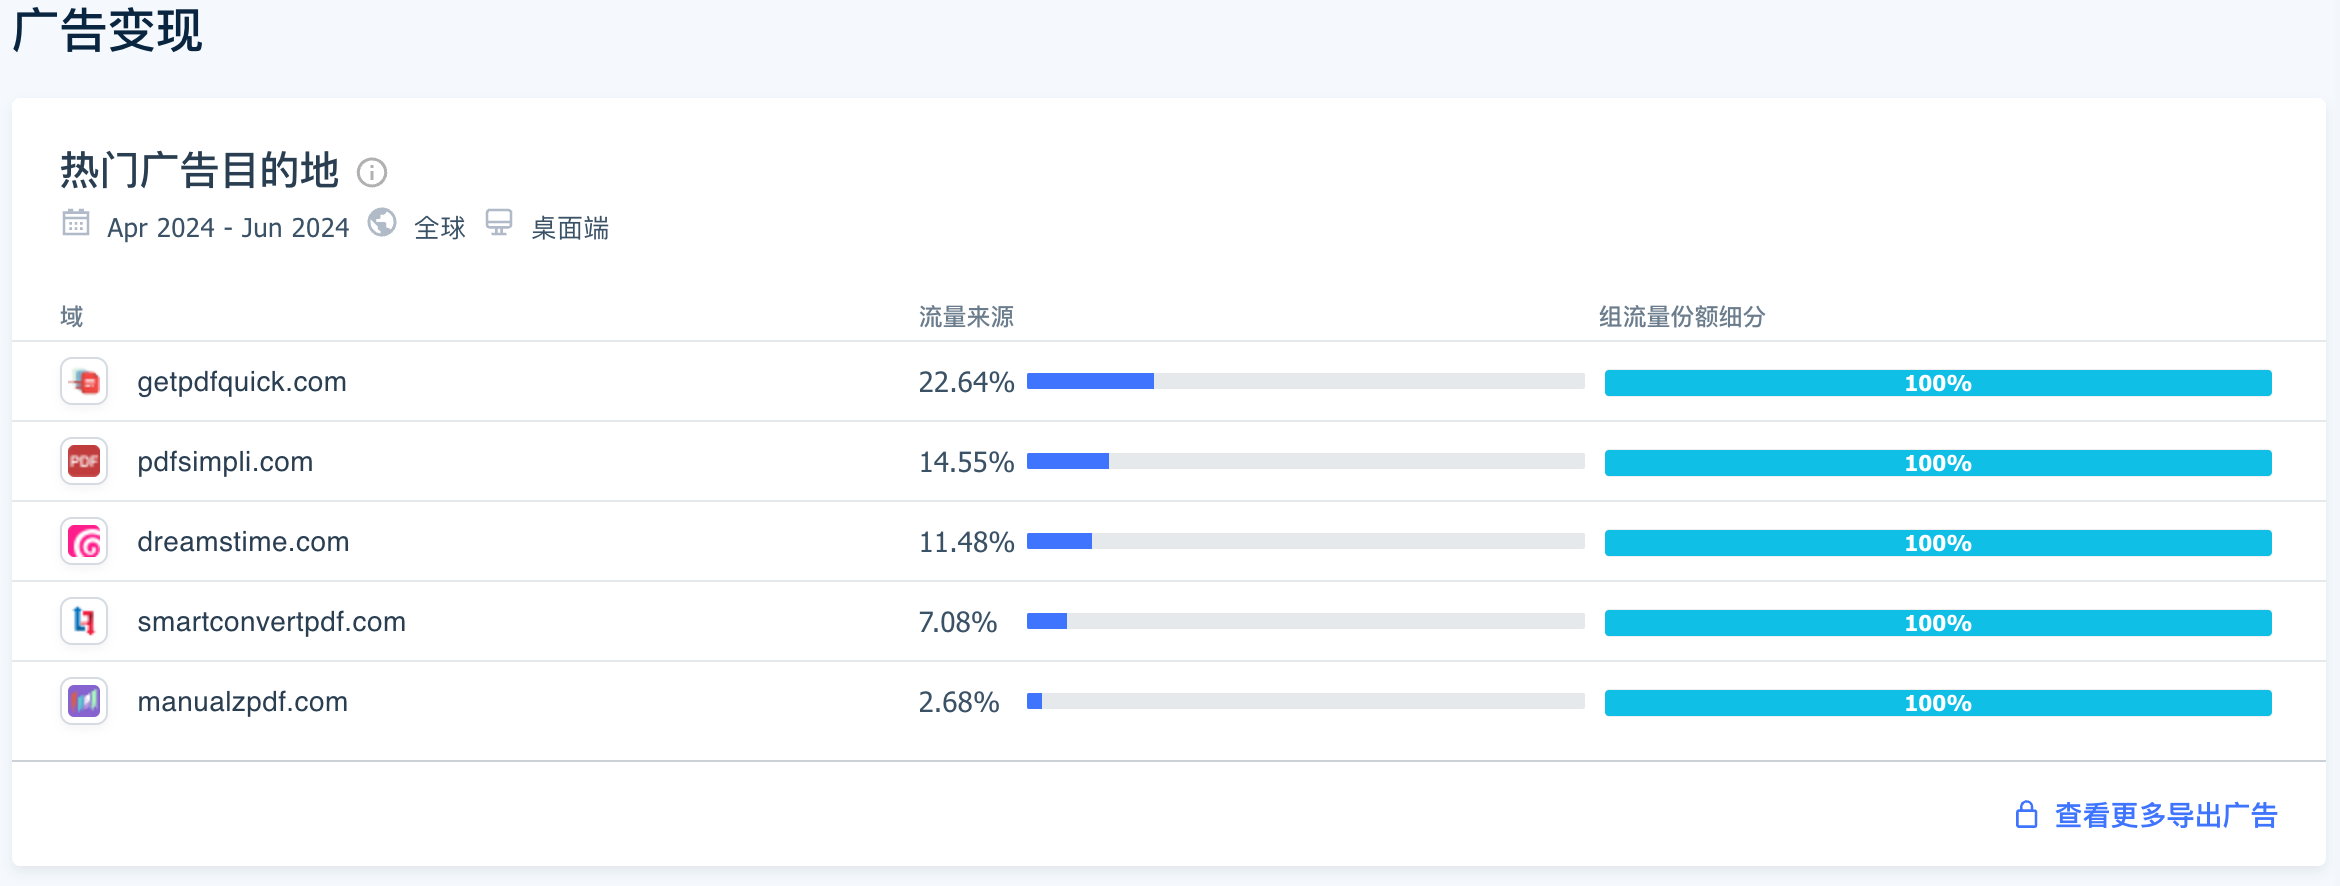 广告变现
热门广告目的地
Apr 2024 - Jun 2024 全球 桌面端
域 流量来源 组流量份额细分
getpdfquick.com 22.64% 100%
PDF pdfsimpli.com 14.55% 100%
dreamstime.com 11.48% 100%
smartconvertpdf.com 7.08% 100%
manualzpdf.com 2.68% 100%
查看更多导出广告